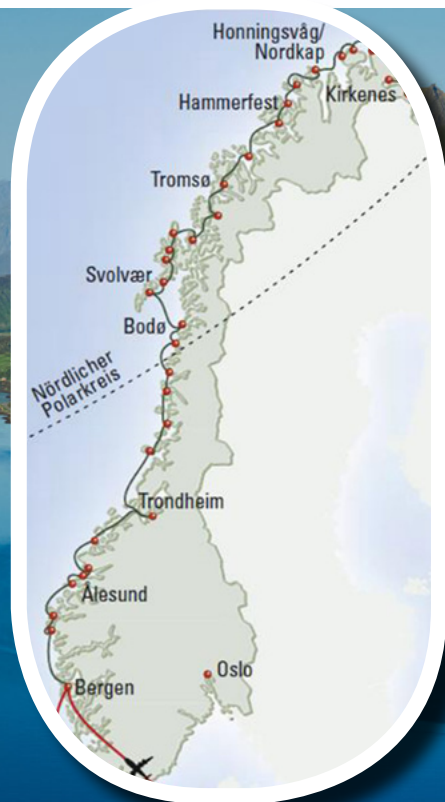 Honningsvåg/
Nordkap
Hammerfest
Kirkenes
Tromsø
Svolvær
Bodø
Nördlicher
Polarkreis
Trondheim
Ålesund
Oslo
Bergen